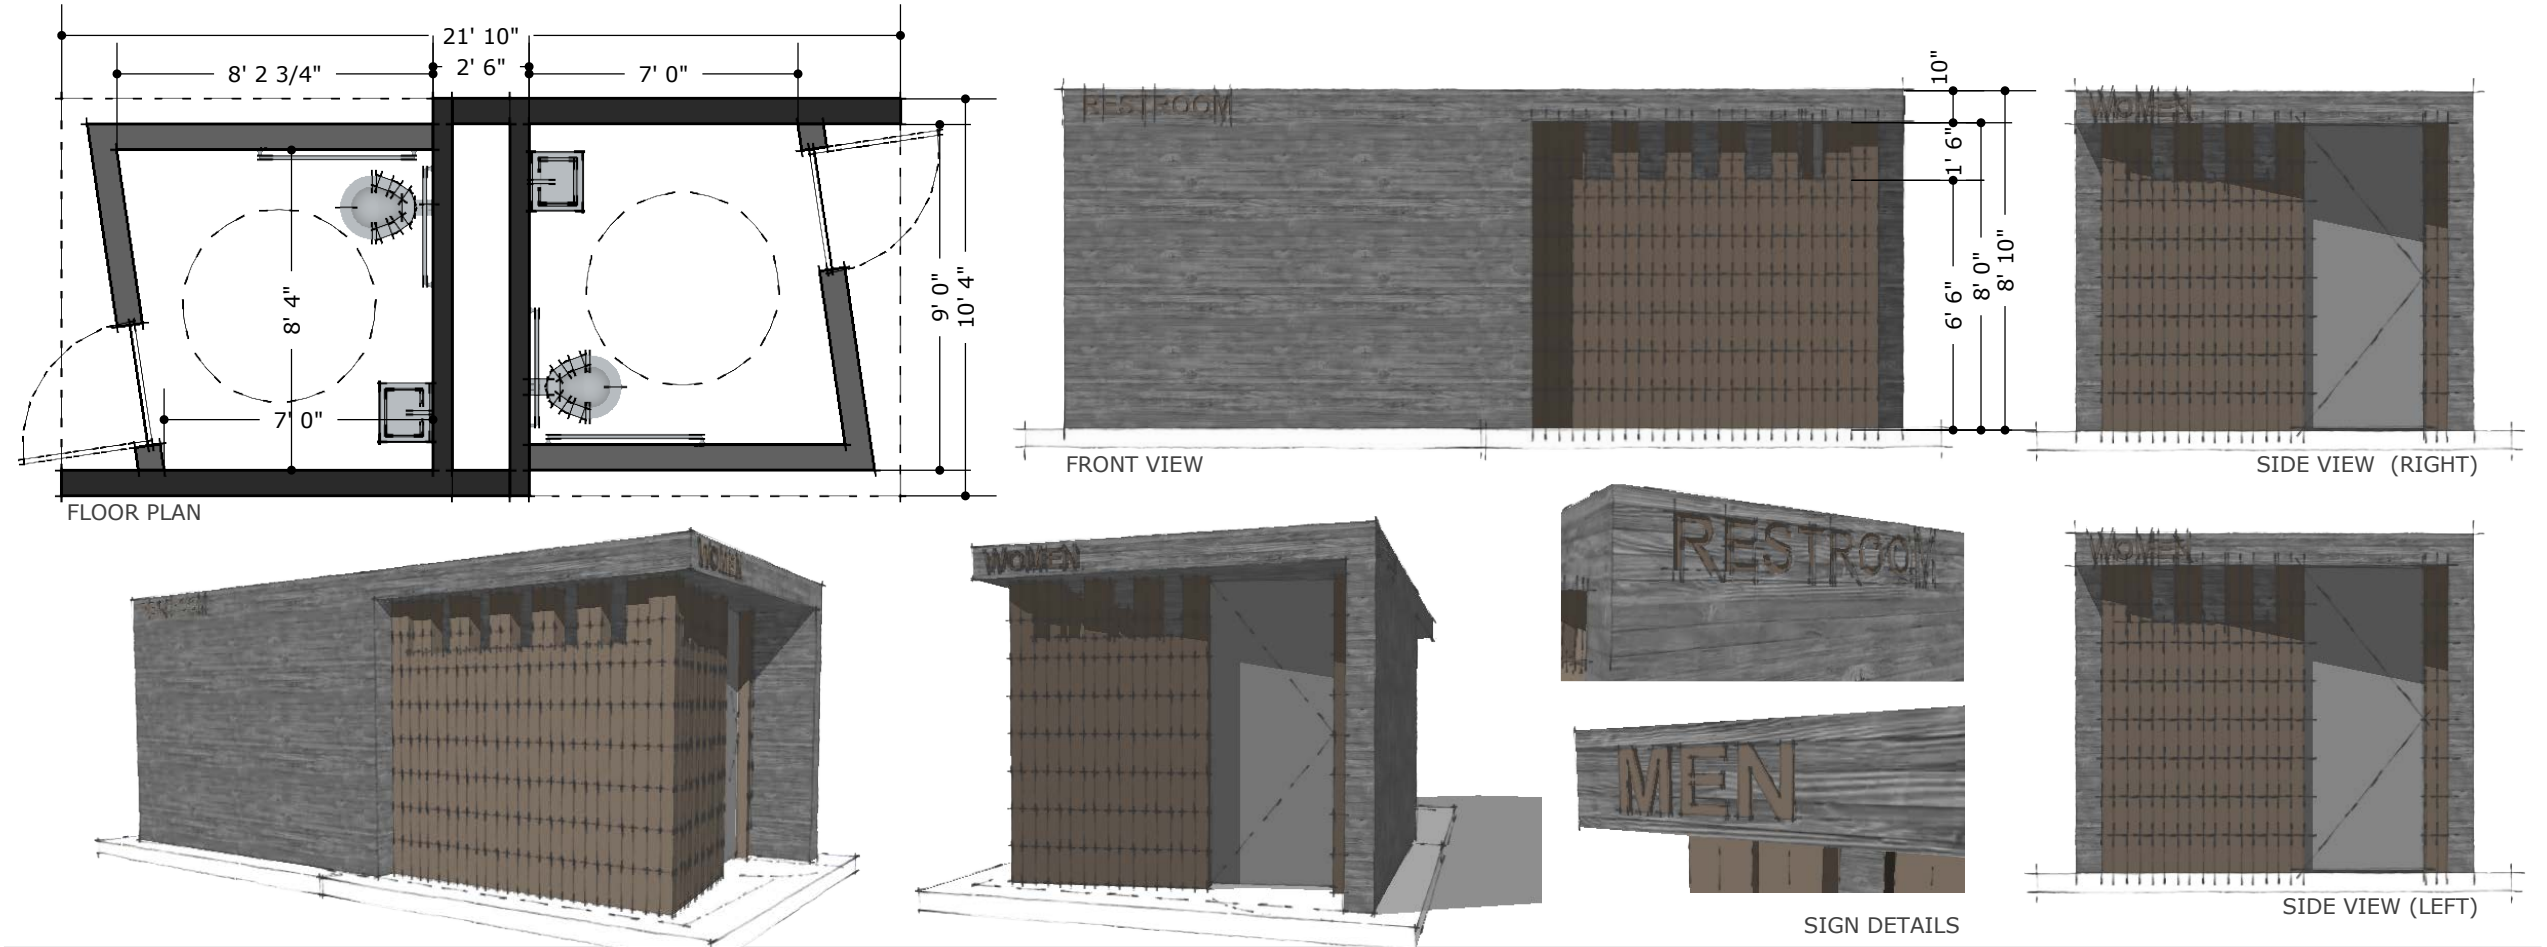 21' 10"
8' 2 3/4"
2' 6"
7' 0"
8' 4"
9' 0"
10' 4"
7' 0"
FLOOR PLAN
RESTROOM
10"
1' 6"
6' 6"
8' 0"
8' 10"
FRONT VIEW
WOMEN
SIDE VIEW (RIGHT)
WOMEN
WOMEN
RESTROOM
MEN
SIGN DETAILS
WOMEN
SIDE VIEW (LEFT)